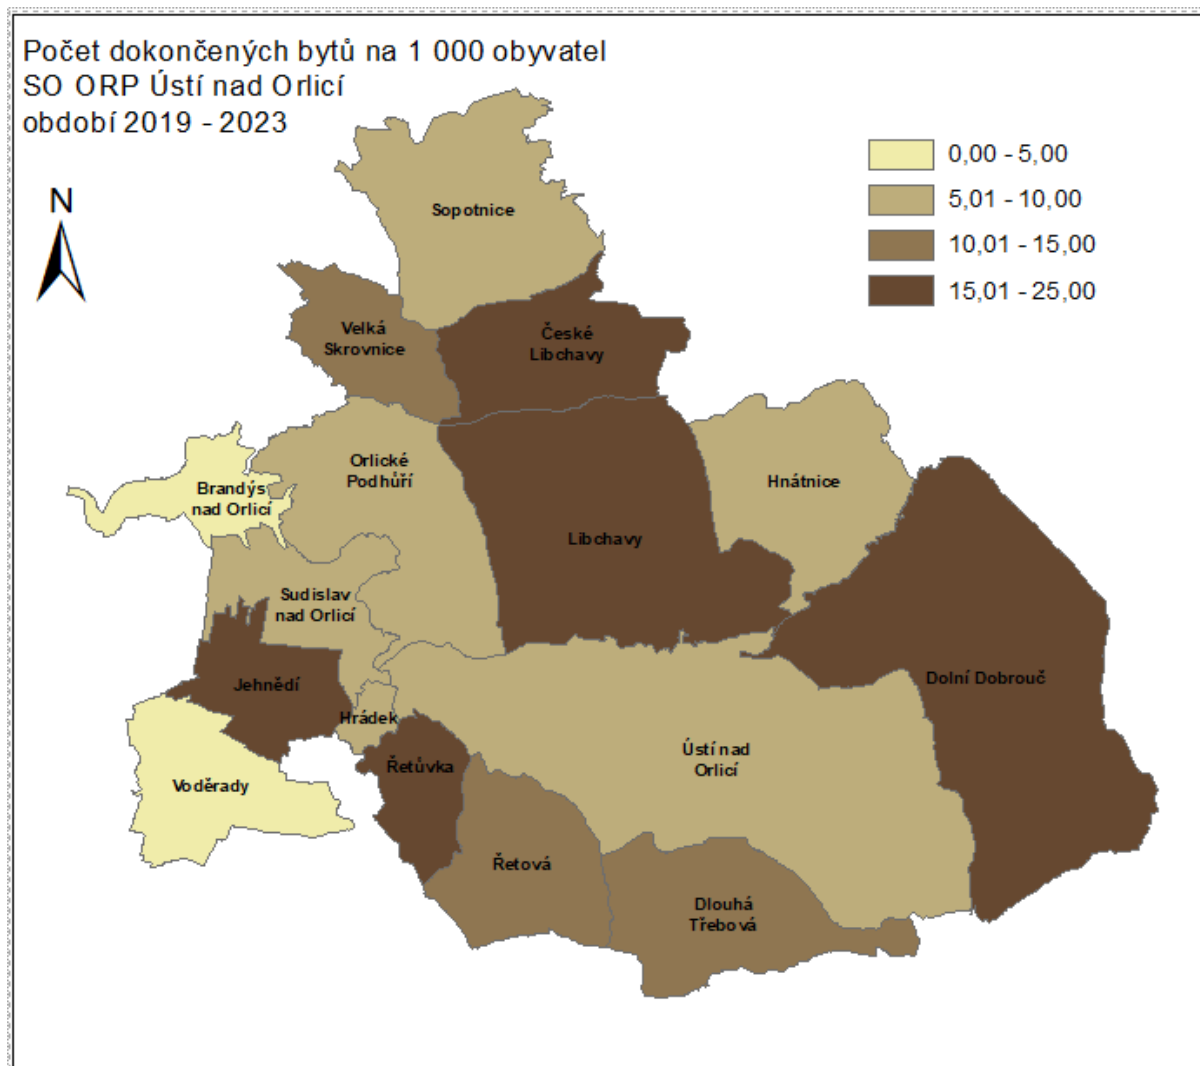 Počet dokončených bytů na 1 000 obyvatel
SO ORP Ústí nad Orlicí
období 2019 - 2023
N
0,00 - 5,00
5,01 - 10,00
10,01 - 15,00
15,01 - 25,00
Sopotnice
Velká
Skrovnice
České
Libchavy
Orlické
Podhůří
Hnátnice
Brandýs
nad Orlicí
Libchavy
Sudislav
nad Orlicí
Jehnědí
Dolní Dobrouč
Hrádek
Ústí nad
Orlicí
Řetůvka
Voděrady
Řetová
Dlouhá
Třebová